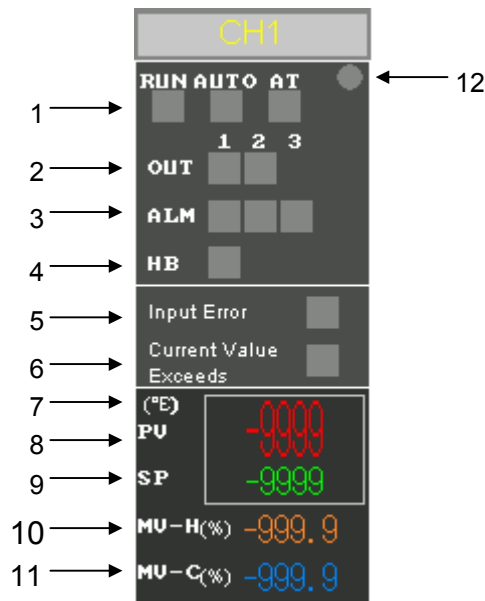 CH1
RUN AUTO AT
12
1
1 2 3
2 OUT
3 ALM
4 HB
5 Input Error
6 Current Value
Exceeds
7 (°E)
8 PV -9999
9 SP -9999
10 MV-H(%) -999.9
11 MV-C(%) -999.9